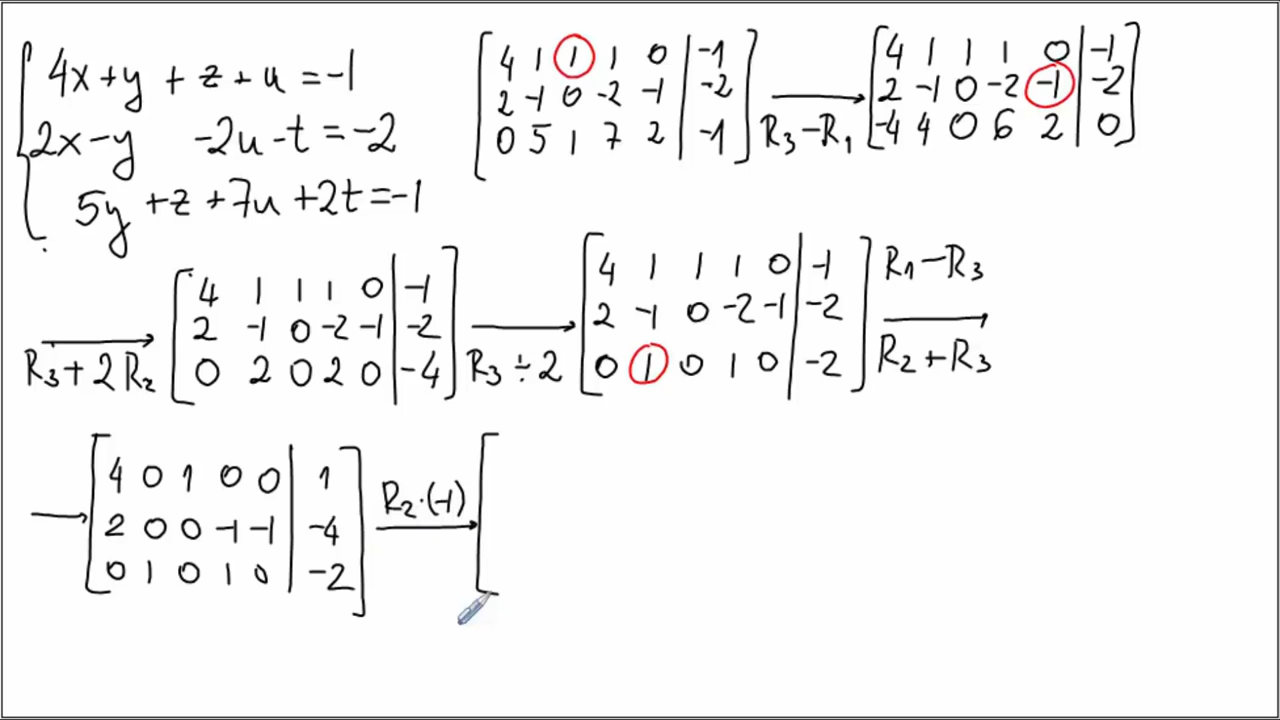 4x + y + z + u = -1
2x - y -2u - t = -2
5y + z + 7u + 2t = -1
4 1 1 1 0 | -1
2 -1 0 -2 -1 | -2
0 5 1 7 2 | -1
R3 - R1
4 1 1 1 0 | -1
2 -1 0 -2 -1 | -2
-4 4 0 6 2 | 0
R3 + 2R2
4 1 1 1 0 | -1
2 -1 0 -2 -1 | -2
0 2 0 2 0 | -4
R3 ÷ 2
4 1 1 1 0 | -1
2 -1 0 -2 -1 | -2
0 1 0 1 0 | -2
R1 - R3
R2 + R3
4 0 1 0 0 | 1
2 0 0 -1 -1 | -4
0 1 0 1 0 | -2
R2·(-1)